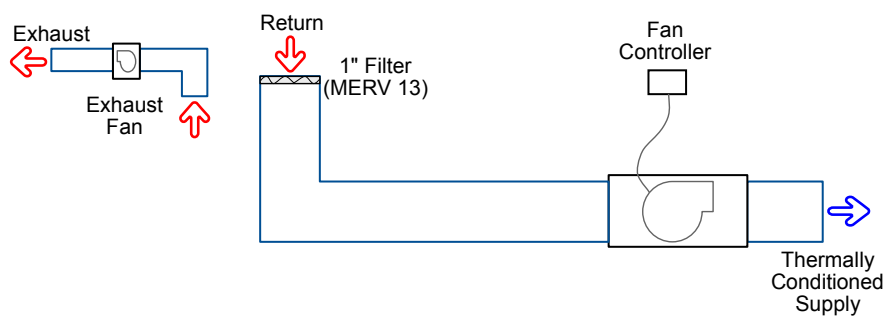 Exhaust
Exhaust
Fan
Return
1" Filter
(MERV 13)
Fan
Controller
Thermally
Conditioned
Supply